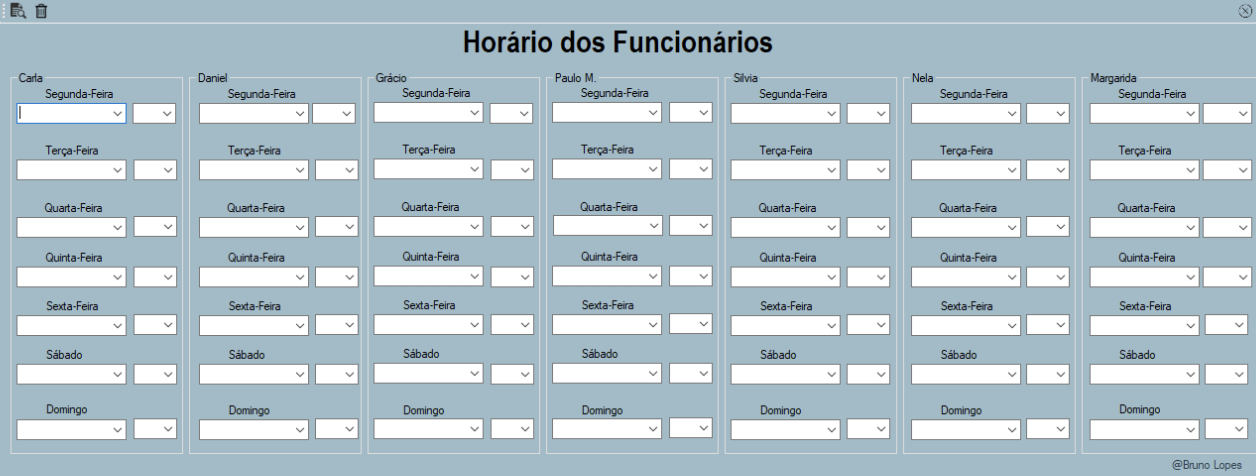 Horário dos Funcionários
Carla Daniel Grácio Paulo M. Silvia Nela Margarida
Segunda-Feira Segunda-Feira Segunda-Feira Segunda-Feira Segunda-Feira Segunda-Feira Segunda-Feira
Terça-Feira Terça-Feira Terça-Feira Terça-Feira Terça-Feira Terça-Feira Terça-Feira
Quarta-Feira Quarta-Feira Quarta-Feira Quarta-Feira Quarta-Feira Quarta-Feira Quarta-Feira
Quinta-Feira Quinta-Feira Quinta-Feira Quinta-Feira Quinta-Feira Quinta-Feira Quinta-Feira
Sexta-Feira Sexta-Feira Sexta-Feira Sexta-Feira Sexta-Feira Sexta-Feira Sexta-Feira
Sábado Sábado Sábado Sábado Sábado Sábado Sábado
Domingo Domingo Domingo Domingo Domingo Domingo Domingo
@Bruno Lopes